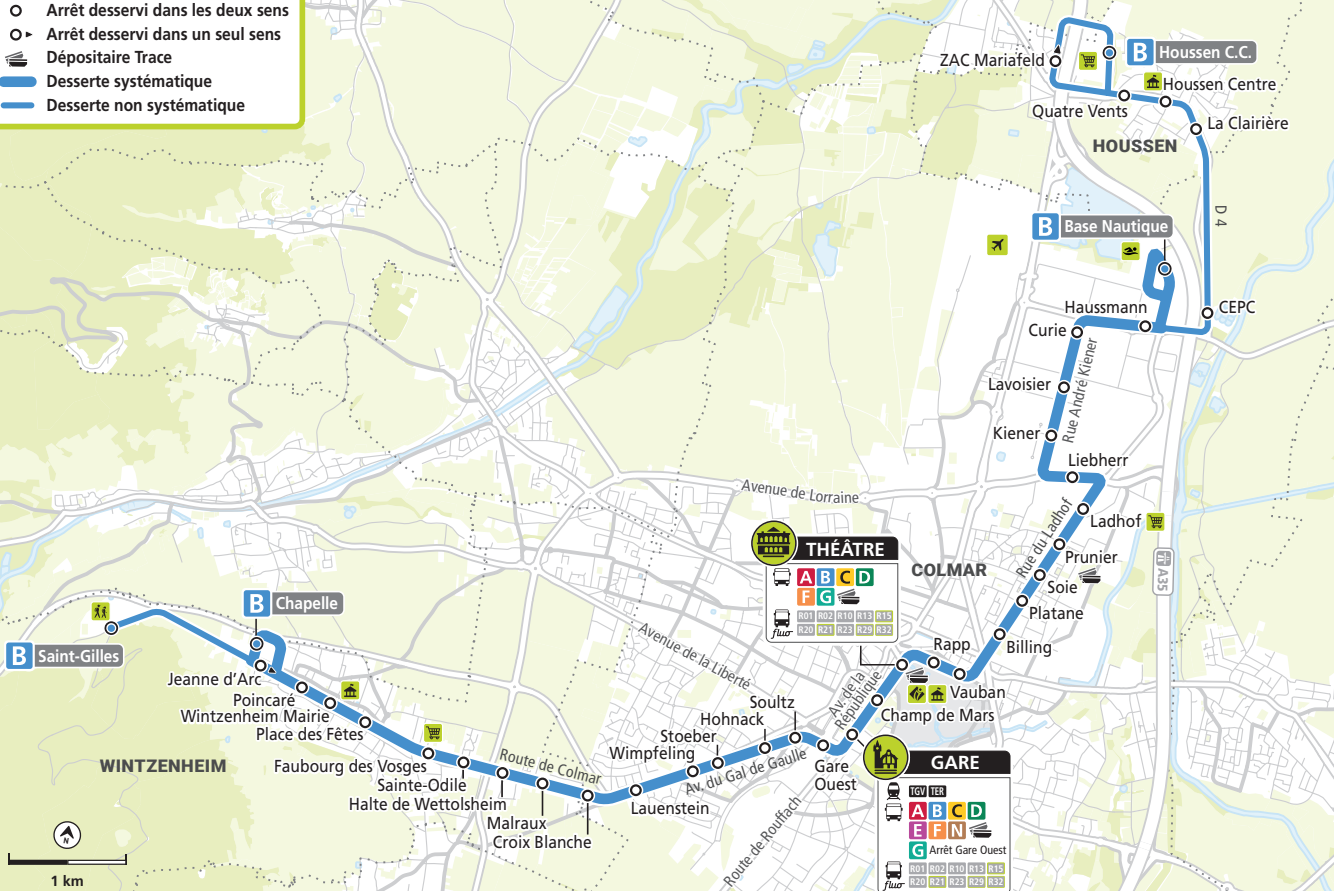 Arrêt desservi dans les deux sens
Arrêt desservi dans un seul sens
Dépositaire Trace
Desserte systématique
Desserte non systématique
ZAC Mariafeld
B Houssen C.C.
Houssen Centre
Quatre Vents
La Clairière
HOUSSEN
D 4
B Base Nautique
Haussmann
CEPC
Curie
Rue André Kiener
Lavoisier
Kiener
Liebherr
Avenue de Lorraine
Ladhof
Rue du Ladhof
Prunier
A35
THÉÂTRE
A B C D
F G
R01 R02 R10 R13 R15
fluo R20 R21 R23 R29 R32
COLMAR
Soie
Platane
Billing
B Chapelle
B Saint-Gilles
Avenue de la Liberté
Rapp
Vauban
Av. de la
République
Champ de Mars
Jeanne d'Arc
Poincaré
Wintzenheim Mairie
Place des Fêtes
Soultz
Hohnack
Stoeber
Wimpfeling
WINTZENHEIM
Faubourg des Vosges
Route de Colmar
Av. du Gal de Gaulle
Gare
Ouest
Sainte-Odile
Halte de Wettolsheim
Lauenstein
Malraux
Croix Blanche
Route de Rouffach
GARE
TGV TER
A B C D
E F N
G Arrêt Gare Ouest
R01 R02 R10 R13 R15
fluo R20 R21 R23 R29 R32
N
1 km